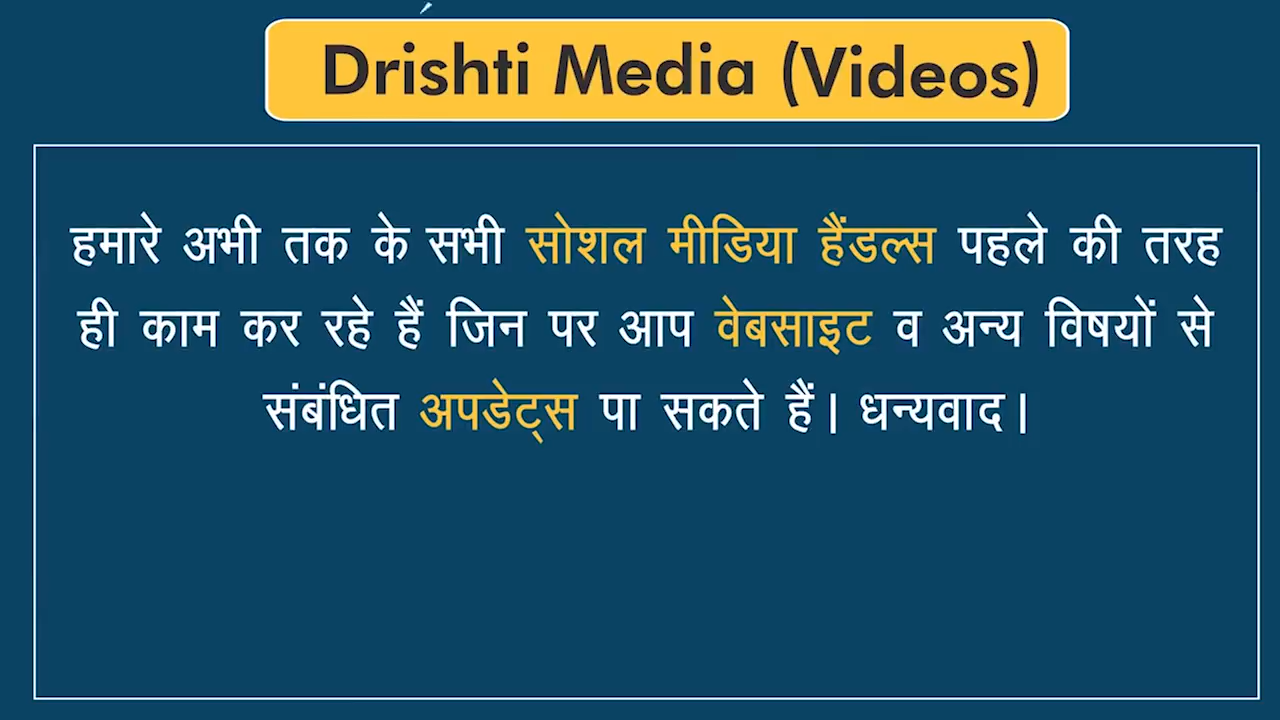 Drishti Media (Videos)
हमारे अभी तक के सभी सोशल मीडिया हैंडल्स पहले की तरह
ही काम कर रहे हैं जिन पर आप वेबसाइट व अन्य विषयों से
संबंधित अपडेट्स पा सकते हैं। धन्यवाद।